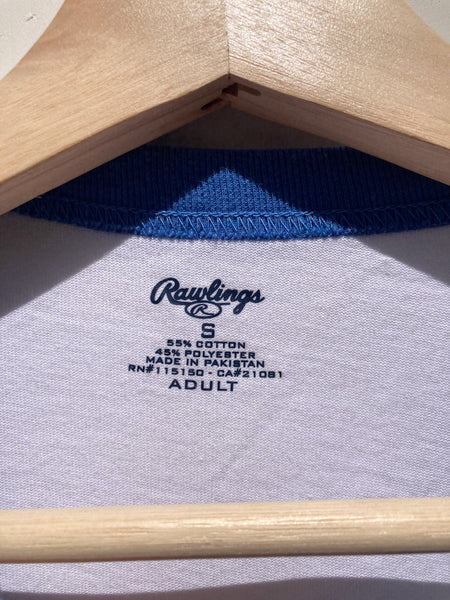 Rawlings
R
S
55% COTTON
45% POLYESTER
MADE IN PAKISTAN
RN#115150 - CA#21081
ADULT